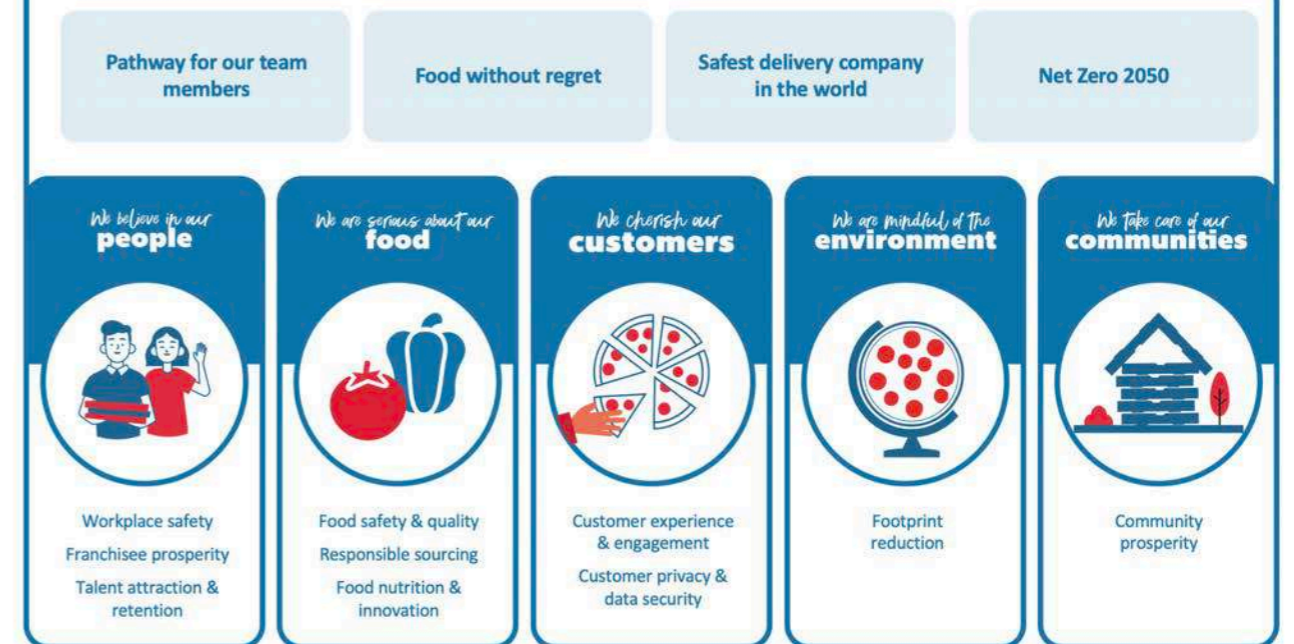 Pathway for our team
members
Food without regret
Safest delivery company
in the world
Net Zero 2050
We believe in our
people
We are serious about our
food
We cherish our
customers
We are mindful of the
environment
We take care of our
communities
Workplace safety
Franchisee prosperity
Talent attraction &
retention
Food safety & quality
Responsible sourcing
Food nutrition &
innovation
Customer experience
& engagement
Customer privacy &
data security
Footprint
reduction
Community
prosperity